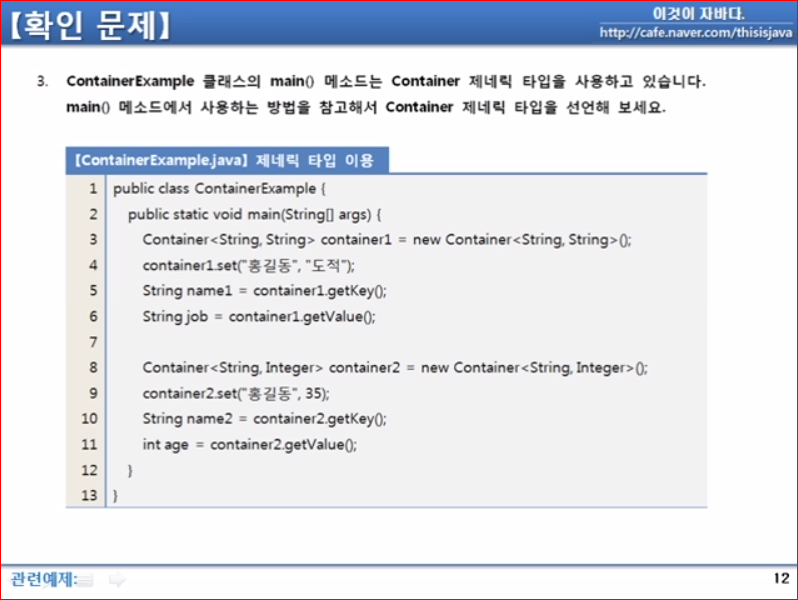 【확인 문제】
이것이 자바다.
http://cafe.naver.com/thisisjava
3. ContainerExample 클래스의 main() 메소드는 Container 제네릭 타입을 사용하고 있습니다.
main() 메소드에서 사용하는 방법을 참고해서 Container 제네릭 타입을 선언해 보세요.
【ContainerExample.java】 제네릭 타입 이용
1 public class ContainerExample {
2 public static void main(String[] args) {
3 Container<String, String> container1 = new Container<String, String>();
4 container1.set("홍길동", "도적");
5 String name1 = container1.getKey();
6 String job = container1.getValue();
7
8 Container<String, Integer> container2 = new Container<String, Integer>();
9 container2.set("홍길동", 35);
10 String name2 = container2.getKey();
11 int age = container2.getValue();
12 }
13 }
관련예제:
12